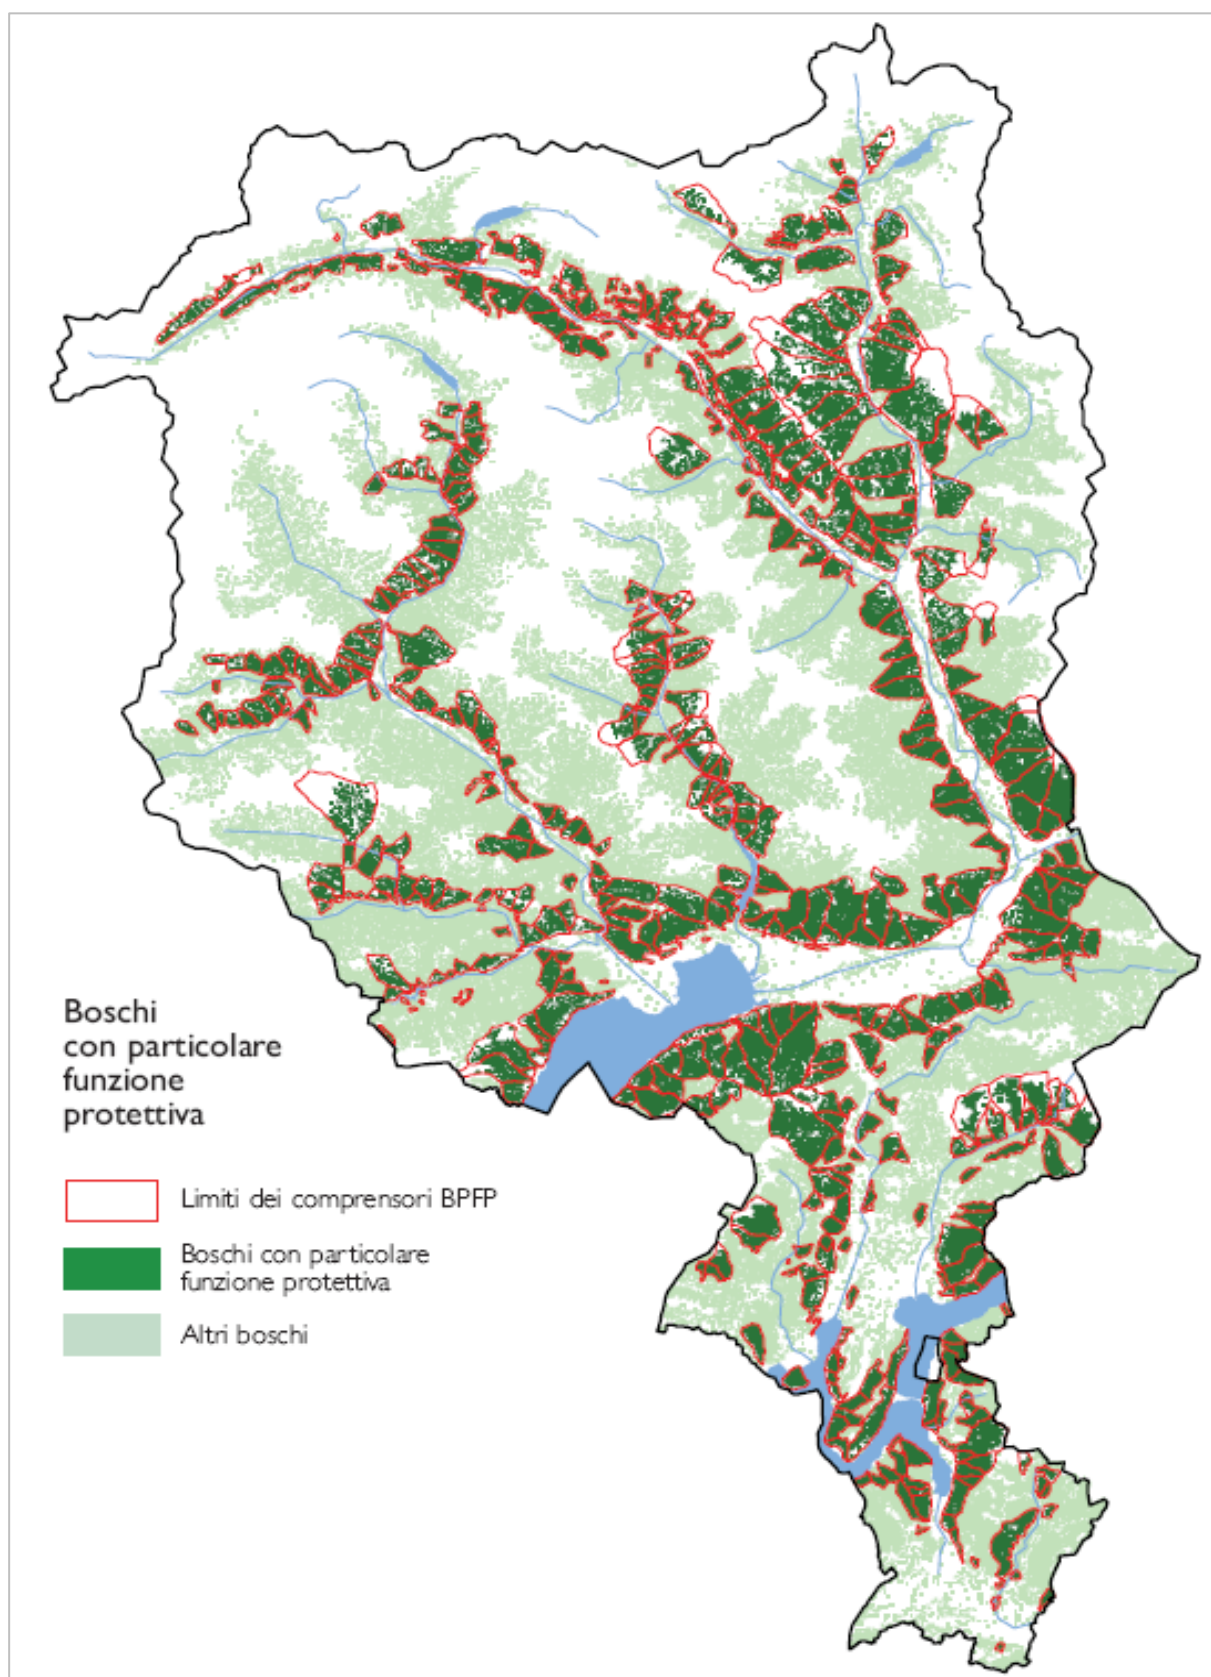 Boschi
con particolare
funzione
protettiva
Limiti dei comprensori BPFP
Boschi con particolare
funzione protettiva
Altri boschi